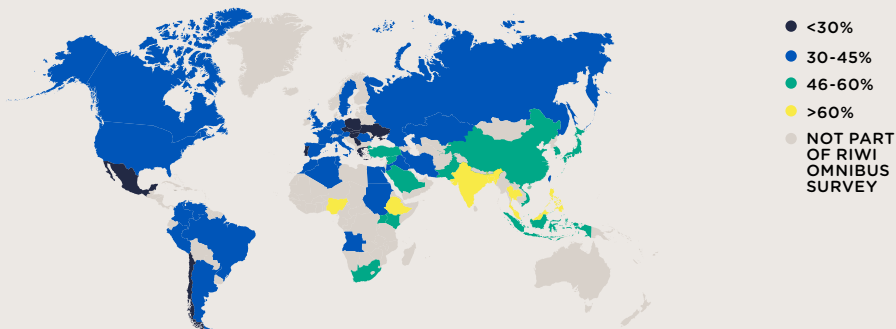 <30%
30-45%
46-60%
>60%
NOT PART
OF RIWI
OMNIBUS
SURVEY